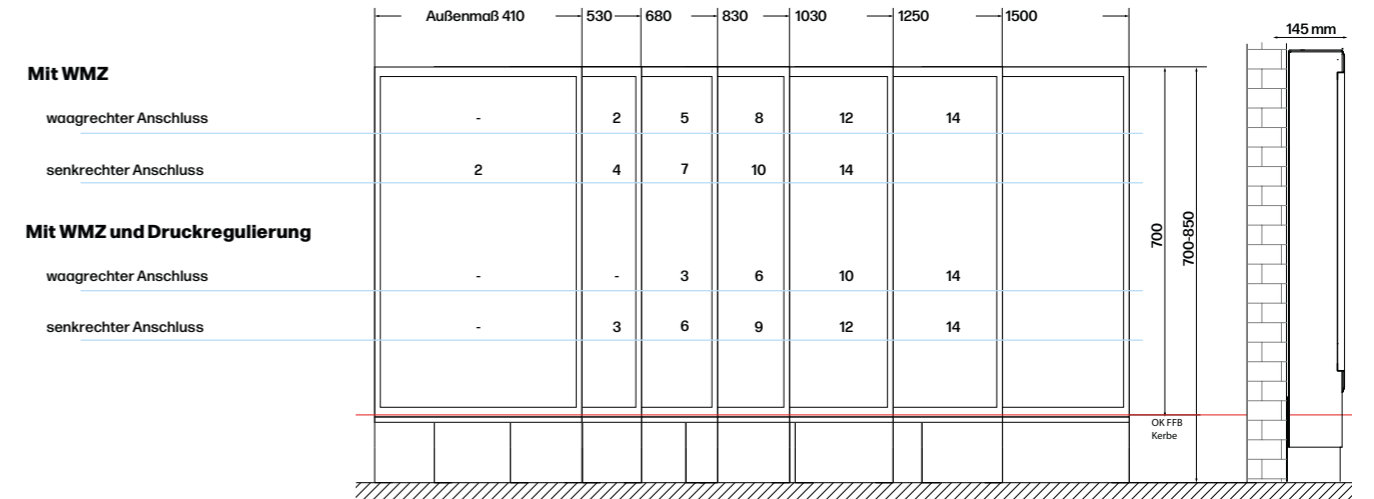 Außenmaß 410 530 680 830 1030 1250 1500
145 mm
Mit WMZ
waagrechter Anschluss - 2 5 8 12 14
senkrechter Anschluss 2 4 7 10 14
Mit WMZ und Druckregulierung
waagrechter Anschluss - - 3 6 10 14
senkrechter Anschluss - 3 6 9 12 14
700
700-850
OK FFB
Kerbe